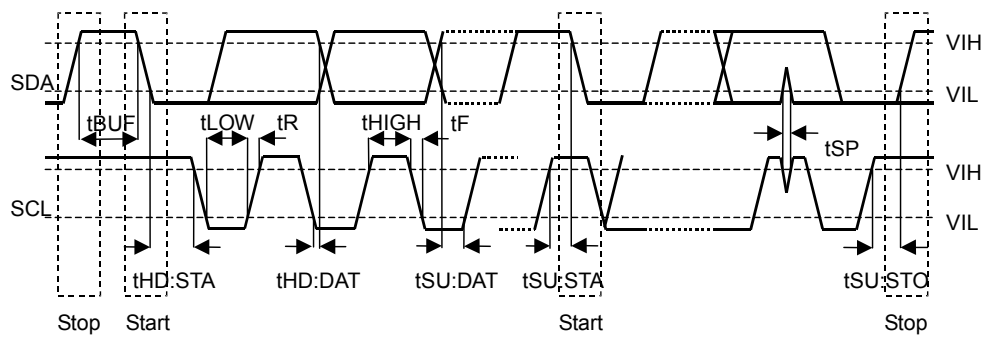 VIH
SDA
VIL
tBUF tLOW tR tHIGH tF
tSP
VIH
SCL
VIL
tHD:STA tHD:DAT tSU:DAT tSU:STA tSU:STO
Stop Start Start Stop